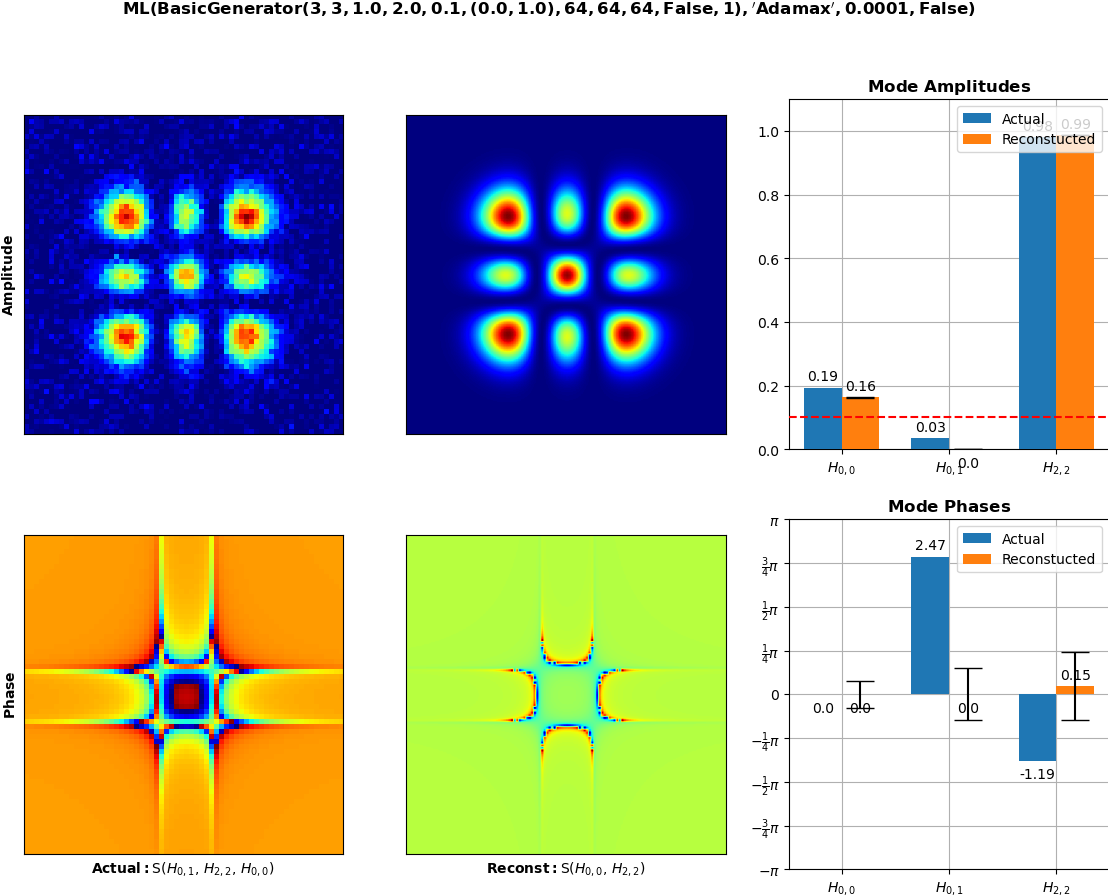 ML(BasicGenerator(3, 3, 1.0, 2.0, 0.1, (0.0, 1.0), 64, 64, 64, False, 1), ′Adamax′, 0.0001, False)
Mode Amplitudes
Amplitude
Actual
Reconstucted
0.98 0.99
1.0
0.8
0.6
0.4
0.2
0.0
0.19
0.16
0.03
0.0
H0,0
H0,1
H2,2
Mode Phases
Phase
Actual
Reconstucted
π
3/4π
1/2π
1/4π
0
−1/4π
−1/2π
−3/4π
−π
2.47
0.0
0.0
0.0
0.15
-1.19
H0,0
H0,1
H2,2
Actual: S(H0,1, H2,2, H0,0)
Reconst: S(H0,0, H2,2)